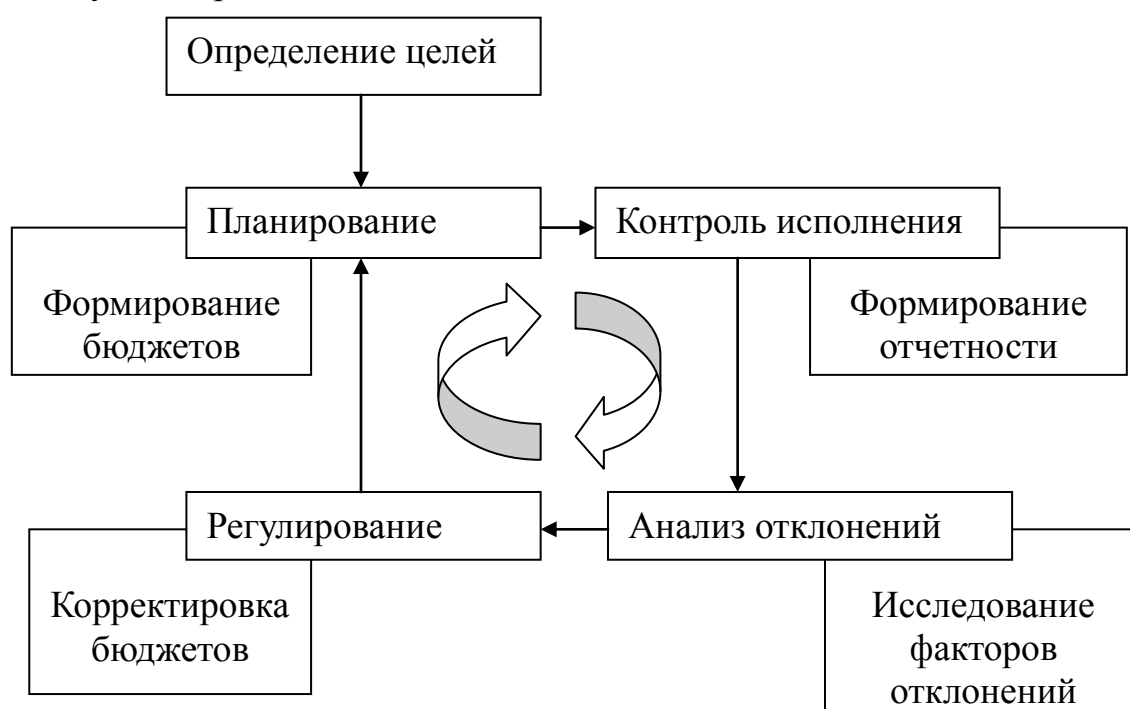 Определение целей
Планирование
Контроль исполнения
Формирование
бюджетов
Формирование
отчетности
Регулирование
Анализ отклонений
Корректировка
бюджетов
Исследование
факторов
отклонений